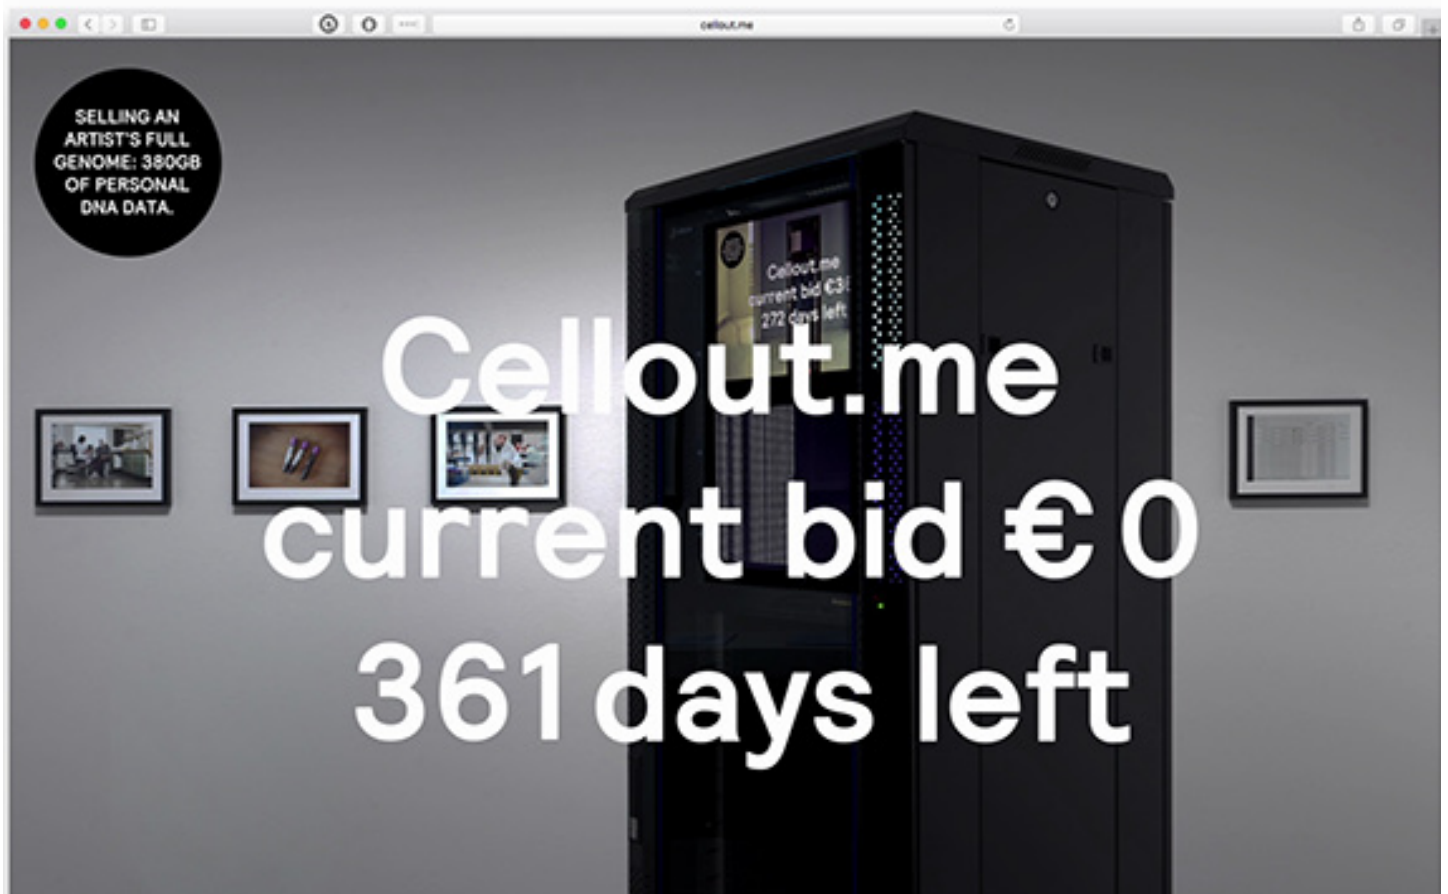 cellout.me
SELLING AN
ARTIST'S FULL
GENOME: 380GB
OF PERSONAL
DNA DATA.
Cellout.me
current bid €3
272 days left
Cellout.me
current bid € 0
361 days left